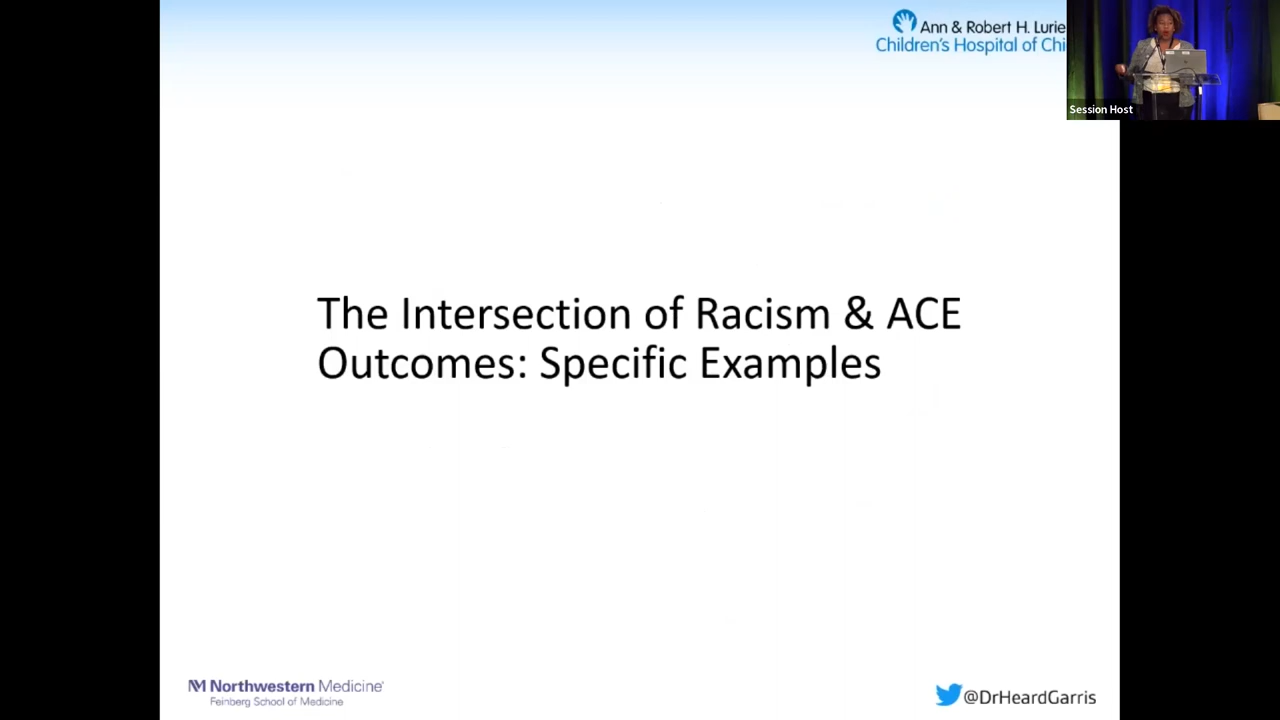 Ann & Robert H. Lurie
Children's Hospital of Chi
Session Host
The Intersection of Racism & ACE
Outcomes: Specific Examples
NM Northwestern Medicine
Feinberg School of Medicine
@DrHeardGarris